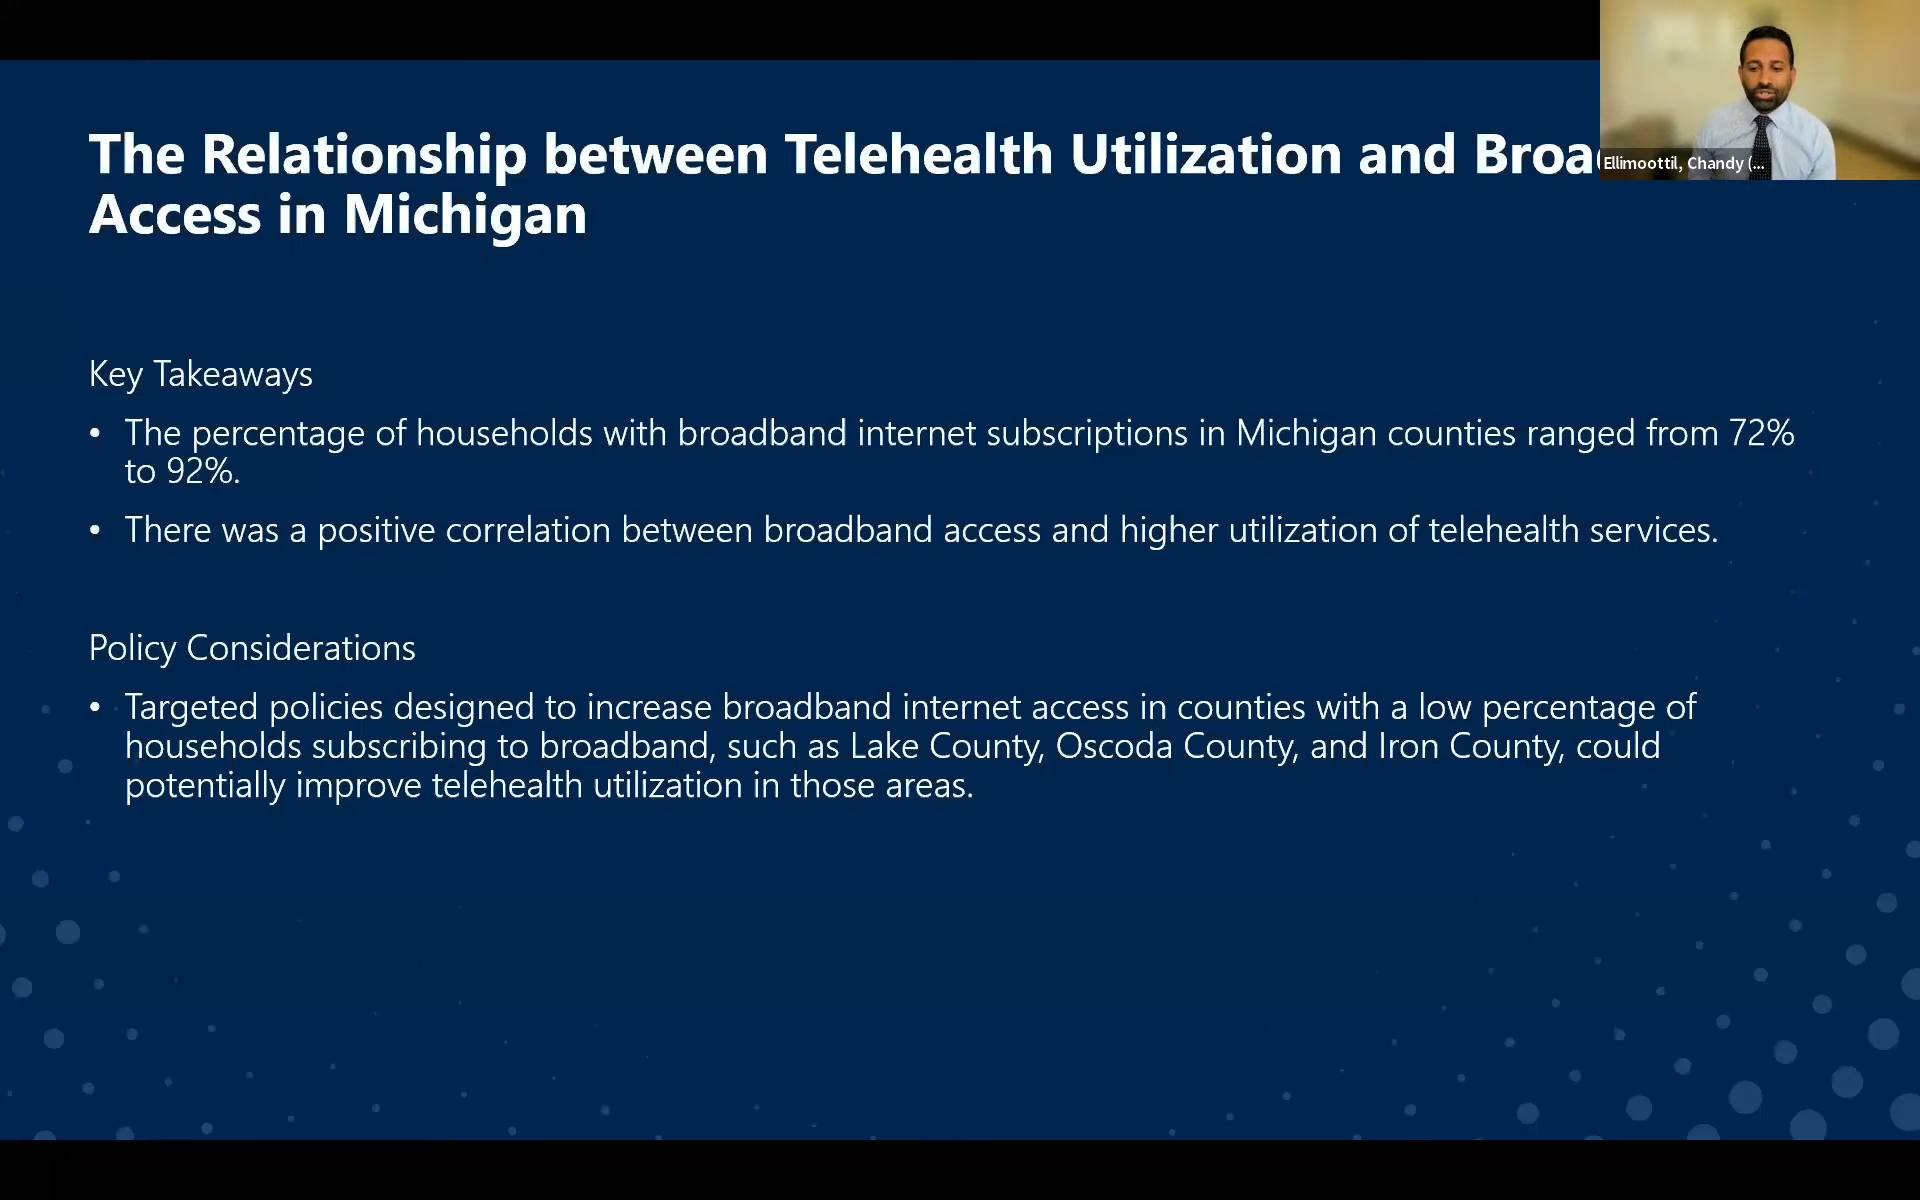 The Relationship between Telehealth Utilization and Broa
Access in Michigan
Ellimoottil, Chandy (...
Key Takeaways
• The percentage of households with broadband internet subscriptions in Michigan counties ranged from 72%
to 92%.
• There was a positive correlation between broadband access and higher utilization of telehealth services.
Policy Considerations
• Targeted policies designed to increase broadband internet access in counties with a low percentage of
households subscribing to broadband, such as Lake County, Oscoda County, and Iron County, could
potentially improve telehealth utilization in those areas.